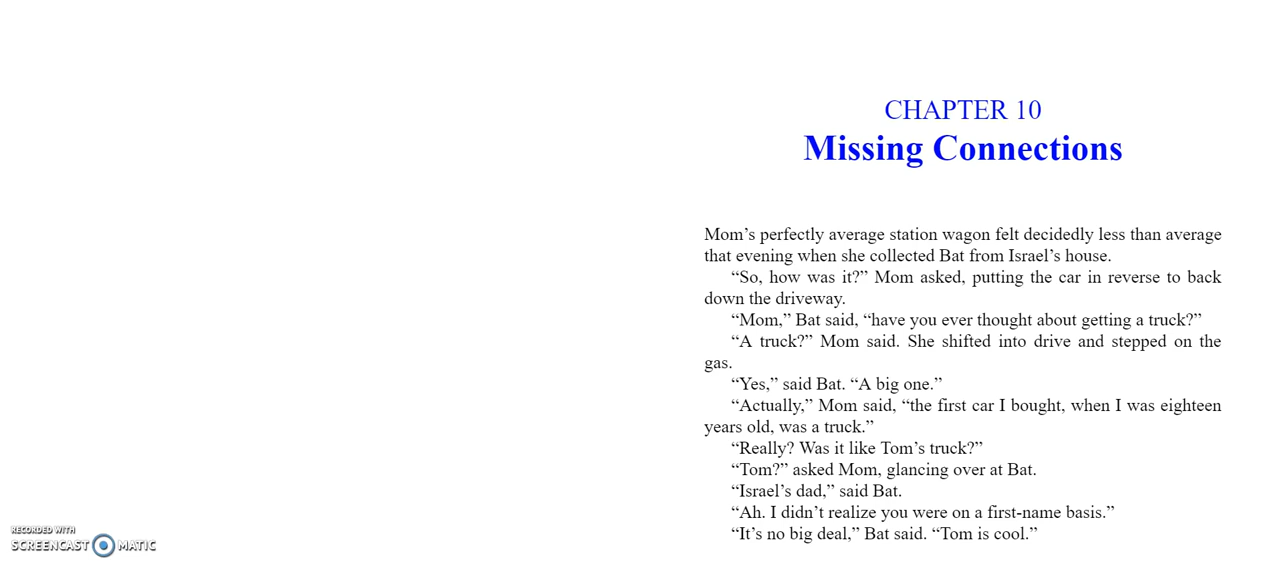 CHAPTER 10
Missing Connections
Mom’s perfectly average station wagon felt decidedly less than average
that evening when she collected Bat from Israel’s house.
“So, how was it?” Mom asked, putting the car in reverse to back
down the driveway.
“Mom,” Bat said, “have you ever thought about getting a truck?”
“A truck?” Mom said. She shifted into drive and stepped on the
gas.
“Yes,” said Bat. “A big one.”
“Actually,” Mom said, “the first car I bought, when I was eighteen
years old, was a truck.”
“Really? Was it like Tom’s truck?”
“Tom?” asked Mom, glancing over at Bat.
“Israel’s dad,” said Bat.
“Ah. I didn’t realize you were on a first-name basis.”
“It’s no big deal,” Bat said. “Tom is cool.”
RECORDED WITH
SCREENCAST MATIC